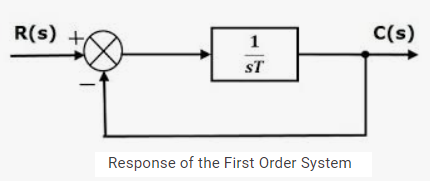 R(s) + C(s)
1
sT
−
Response of the First Order System